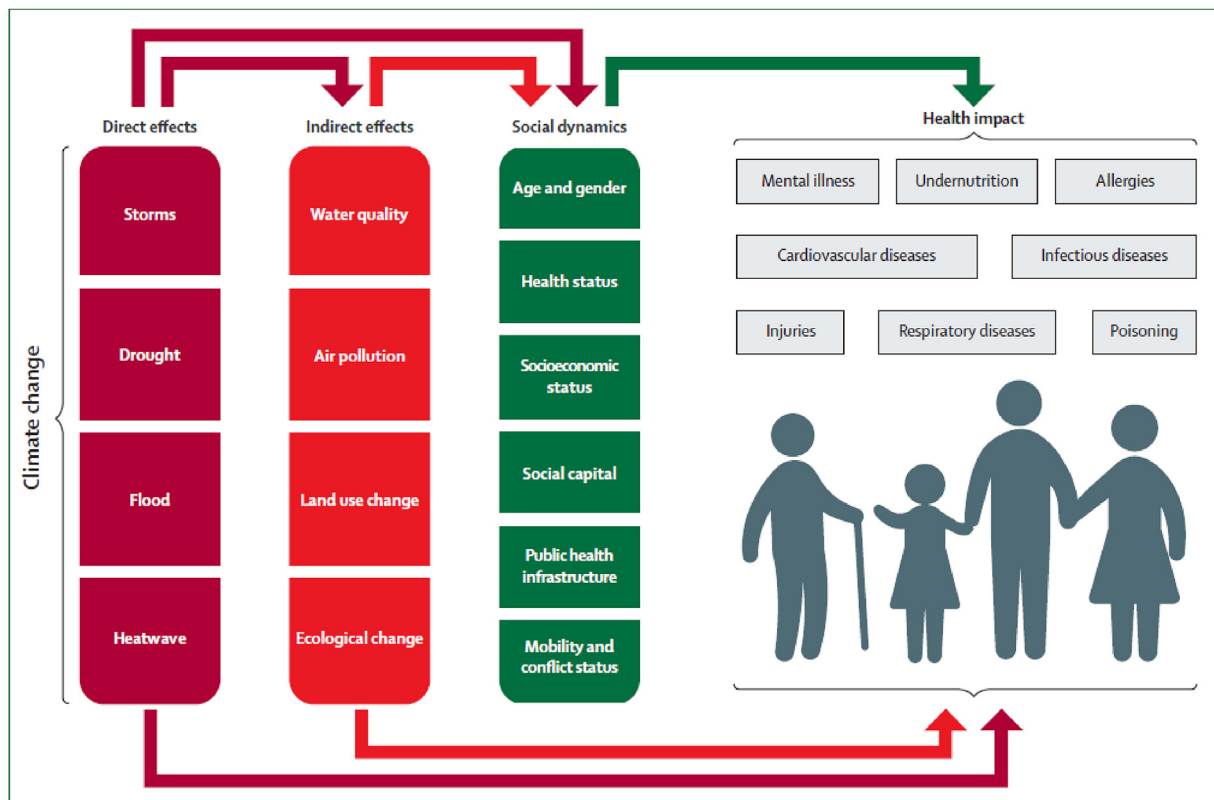 Direct effects
Indirect effects
Social dynamics
Health impact
Climate change
Storms
Drought
Flood
Heatwave
Water quality
Air pollution
Land use change
Ecological change
Age and gender
Health status
Socioeconomic
status
Social capital
Public health
infrastructure
Mobility and
conflict status
Mental illness
Undernutrition
Allergies
Cardiovascular diseases
Infectious diseases
Injuries
Respiratory diseases
Poisoning